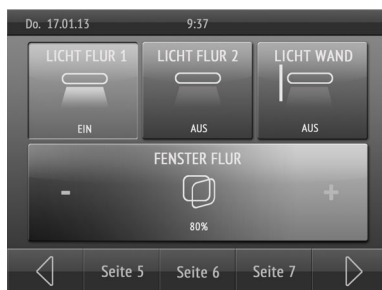 Do. 17.01.13 9:37
LICHT FLUR 1 LICHT FLUR 2 LICHT WAND
EIN AUS AUS
FENSTER FLUR
- +
80%
Seite 5 Seite 6 Seite 7